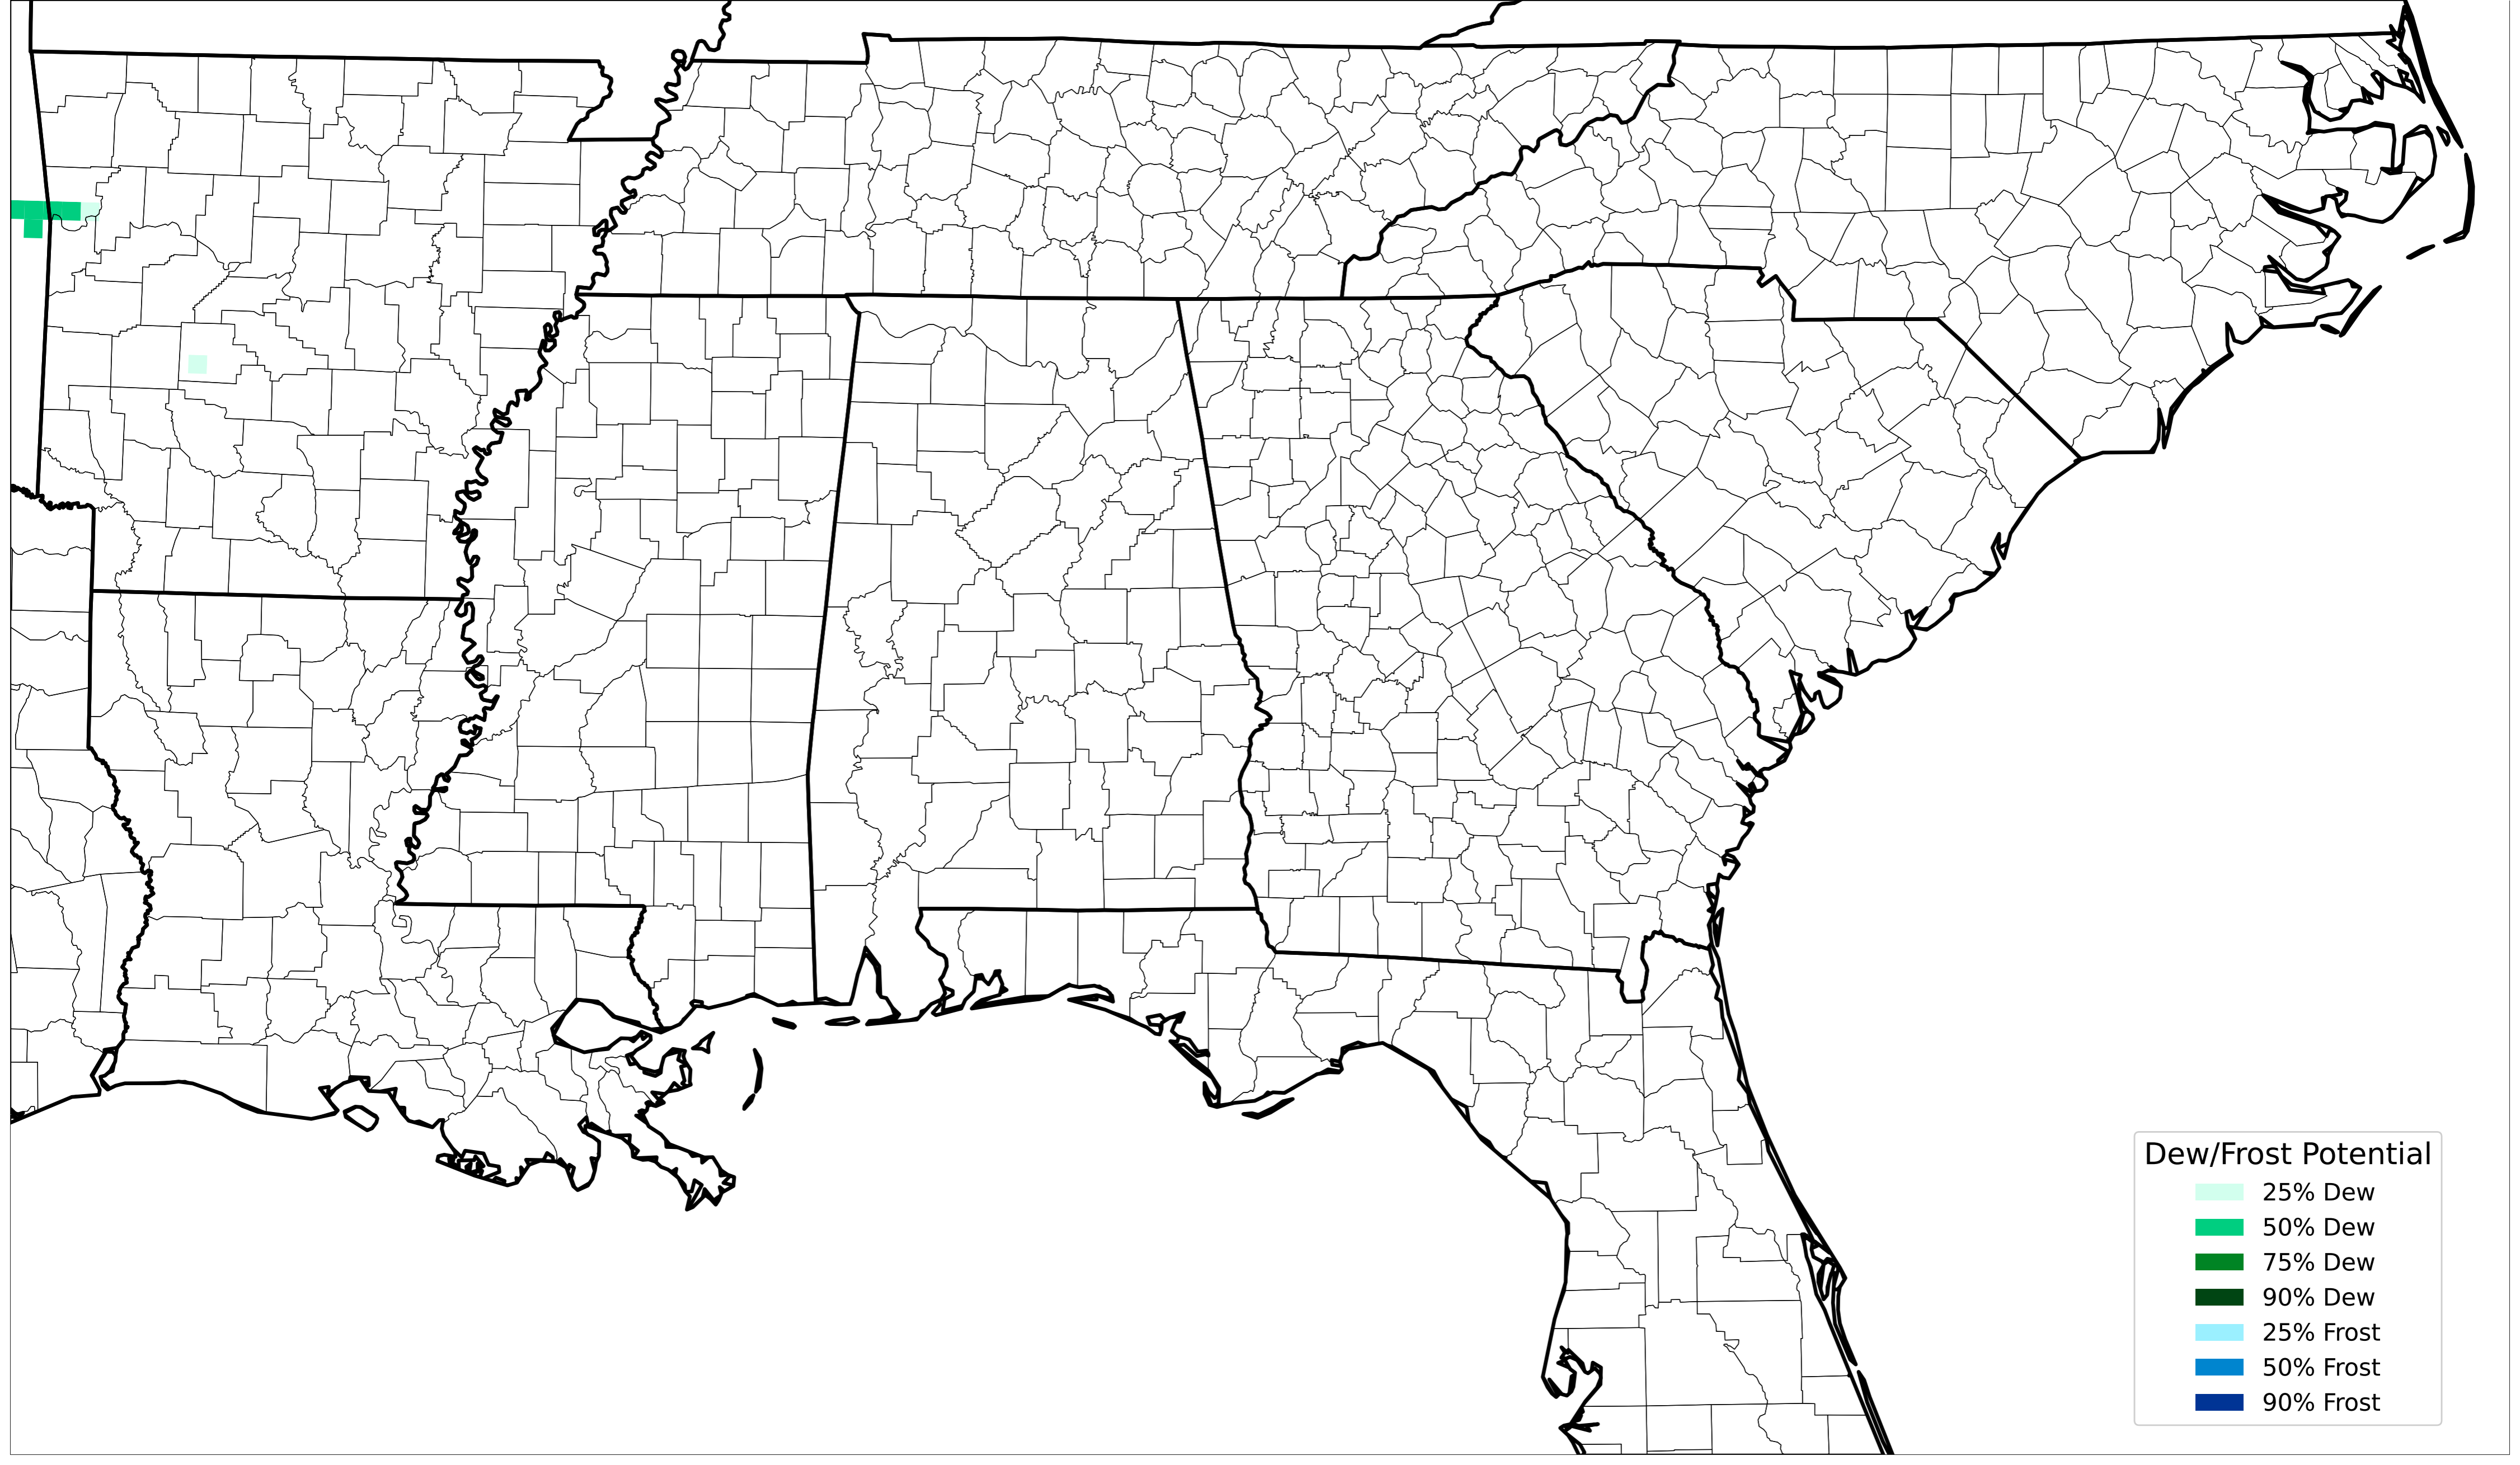 Dew/Frost Potential
25% Dew
50% Dew
75% Dew
90% Dew
25% Frost
50% Frost
90% Frost